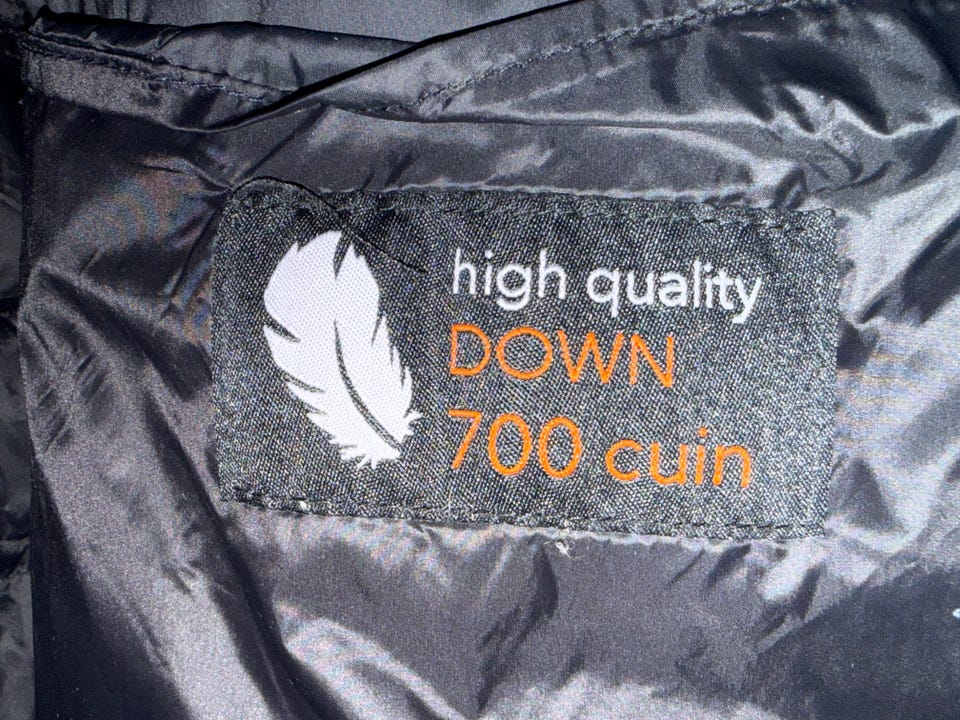 high quality
DOWN
700 cuin